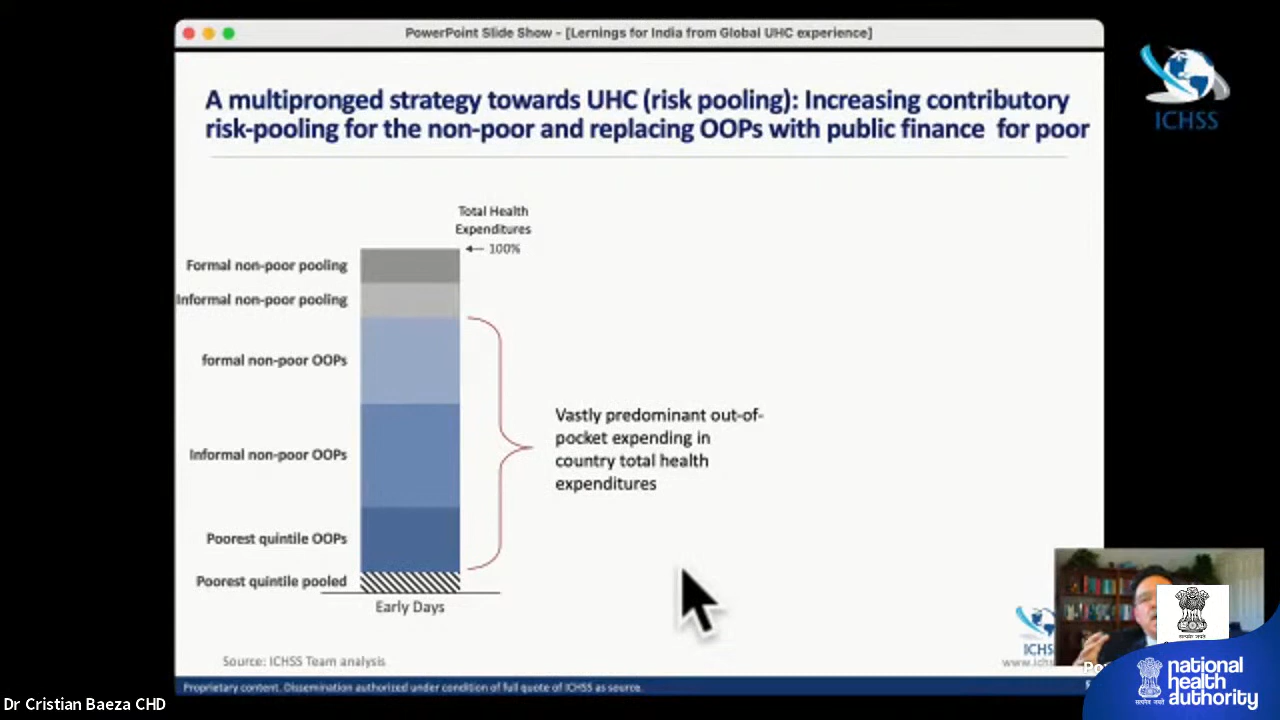 PowerPoint Slide Show - [Lernings for India from Global UHC experience]
ICHSS
A multipronged strategy towards UHC (risk pooling): Increasing contributory
risk-pooling for the non-poor and replacing OOPs with public finance for poor
Total Health
Expenditures
100%
Formal non-poor pooling
Informal non-poor pooling
formal non-poor OOPs
Informal non-poor OOPs
Poorest quintile OOPs
Poorest quintile pooled
Vastly predominant out-of-
pocket expending in
country total health
expenditures
Early Days
Source: ICHSS Team analysis
Proprietary content. Dissemination authorized under condition of full quote of ICHSS as source.
Dr Cristian Baeza CHD
national
health
authority